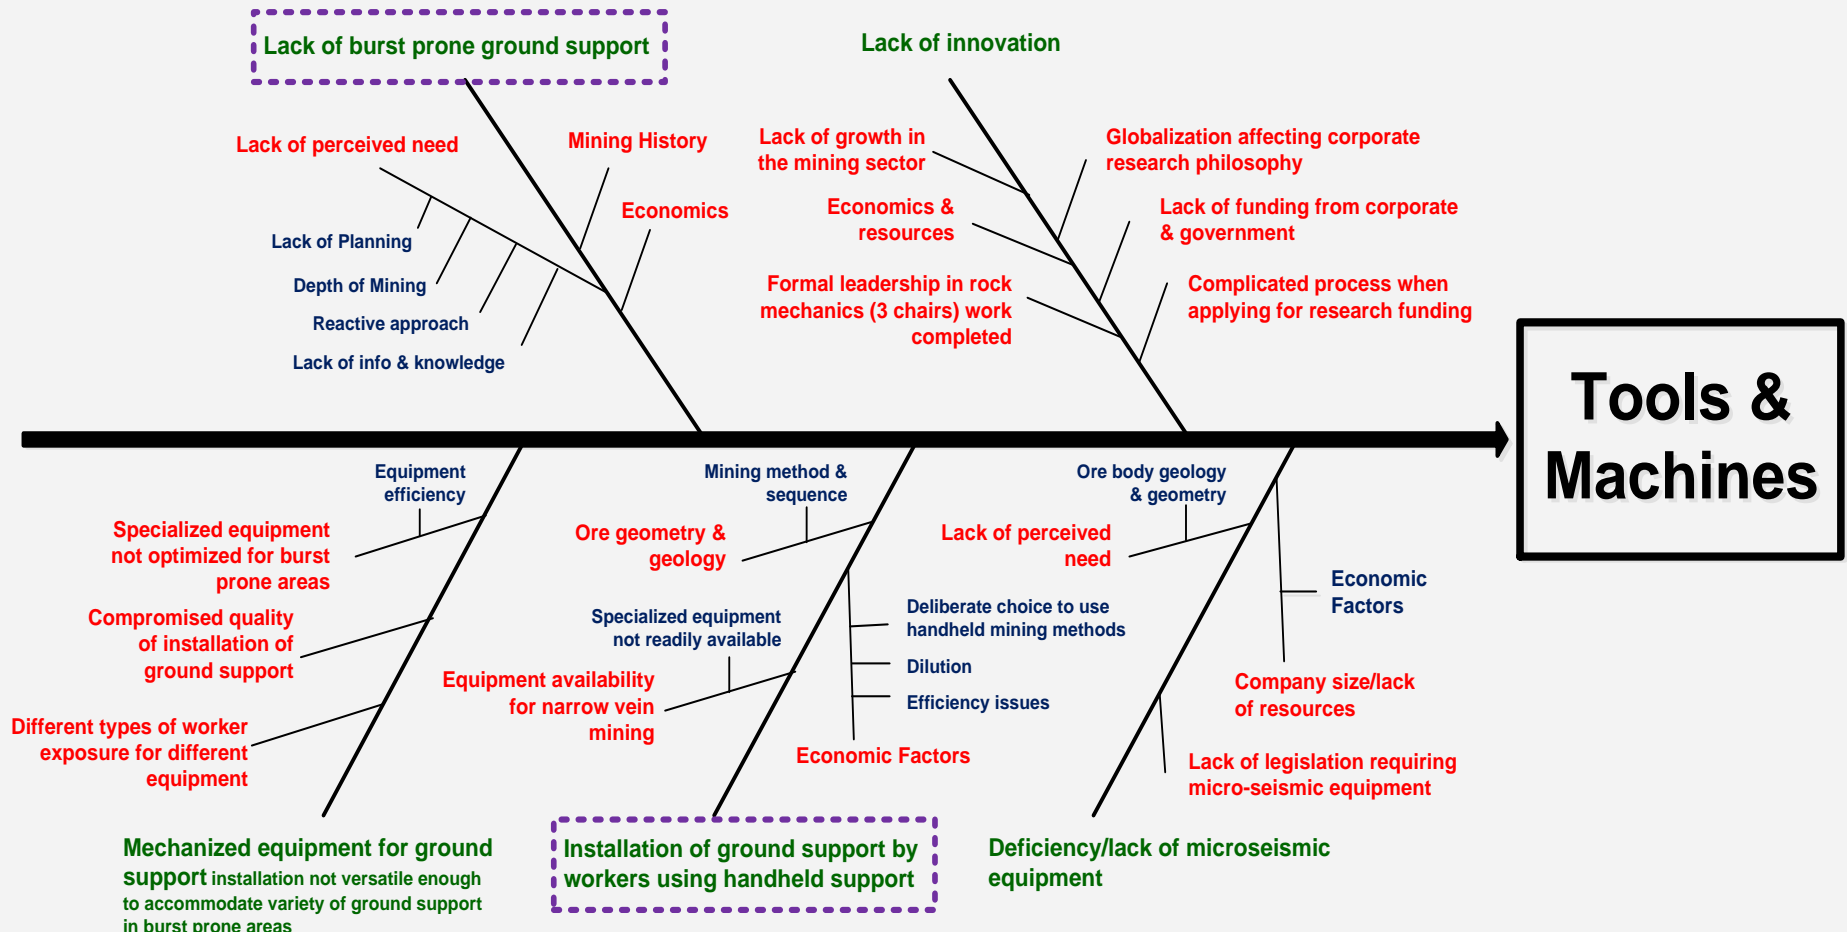 Lack of burst prone ground support
Lack of innovation
Lack of perceived need
Mining History
Economics
Lack of Planning
Depth of Mining
Reactive approach
Lack of info & knowledge
Lack of growth in
the mining sector
Economics &
resources
Formal leadership in rock
mechanics (3 chairs) work
completed
Globalization affecting corporate
research philosophy
Lack of funding from corporate
& government
Complicated process when
applying for research funding
Tools &
Machines
Equipment
efficiency
Specialized equipment
not optimized for burst
prone areas
Compromised quality
of installation of
ground support
Different types of worker
exposure for different
equipment
Mechanized equipment for ground
support installation not versatile enough
to accommodate variety of ground support
in burst prone areas
Mining method &
sequence
Ore geometry &
geology
Specialized equipment
not readily available
Equipment availability
for narrow vein
mining
Deliberate choice to use
handheld mining methods
Dilution
Efficiency issues
Economic Factors
Installation of ground support by
workers using handheld support
Ore body geology
& geometry
Lack of perceived
need
Economic
Factors
Company size/lack
of resources
Lack of legislation requiring
micro-seismic equipment
Deficiency/lack of microseismic
equipment